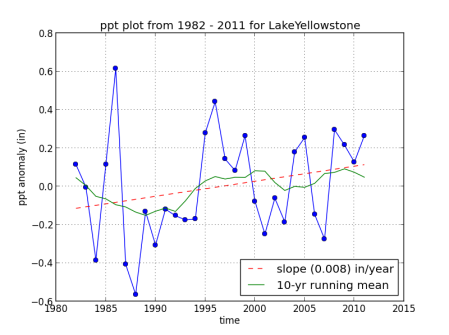 ppt plot from 1982 - 2011 for LakeYellowstone
ppt anomaly (in)
0.8
0.6
0.4
0.2
0.0
−0.2
−0.4
−0.6
1980 1985 1990 1995 2000 2005 2010 2015
time
slope (0.008) in/year
10-yr running mean